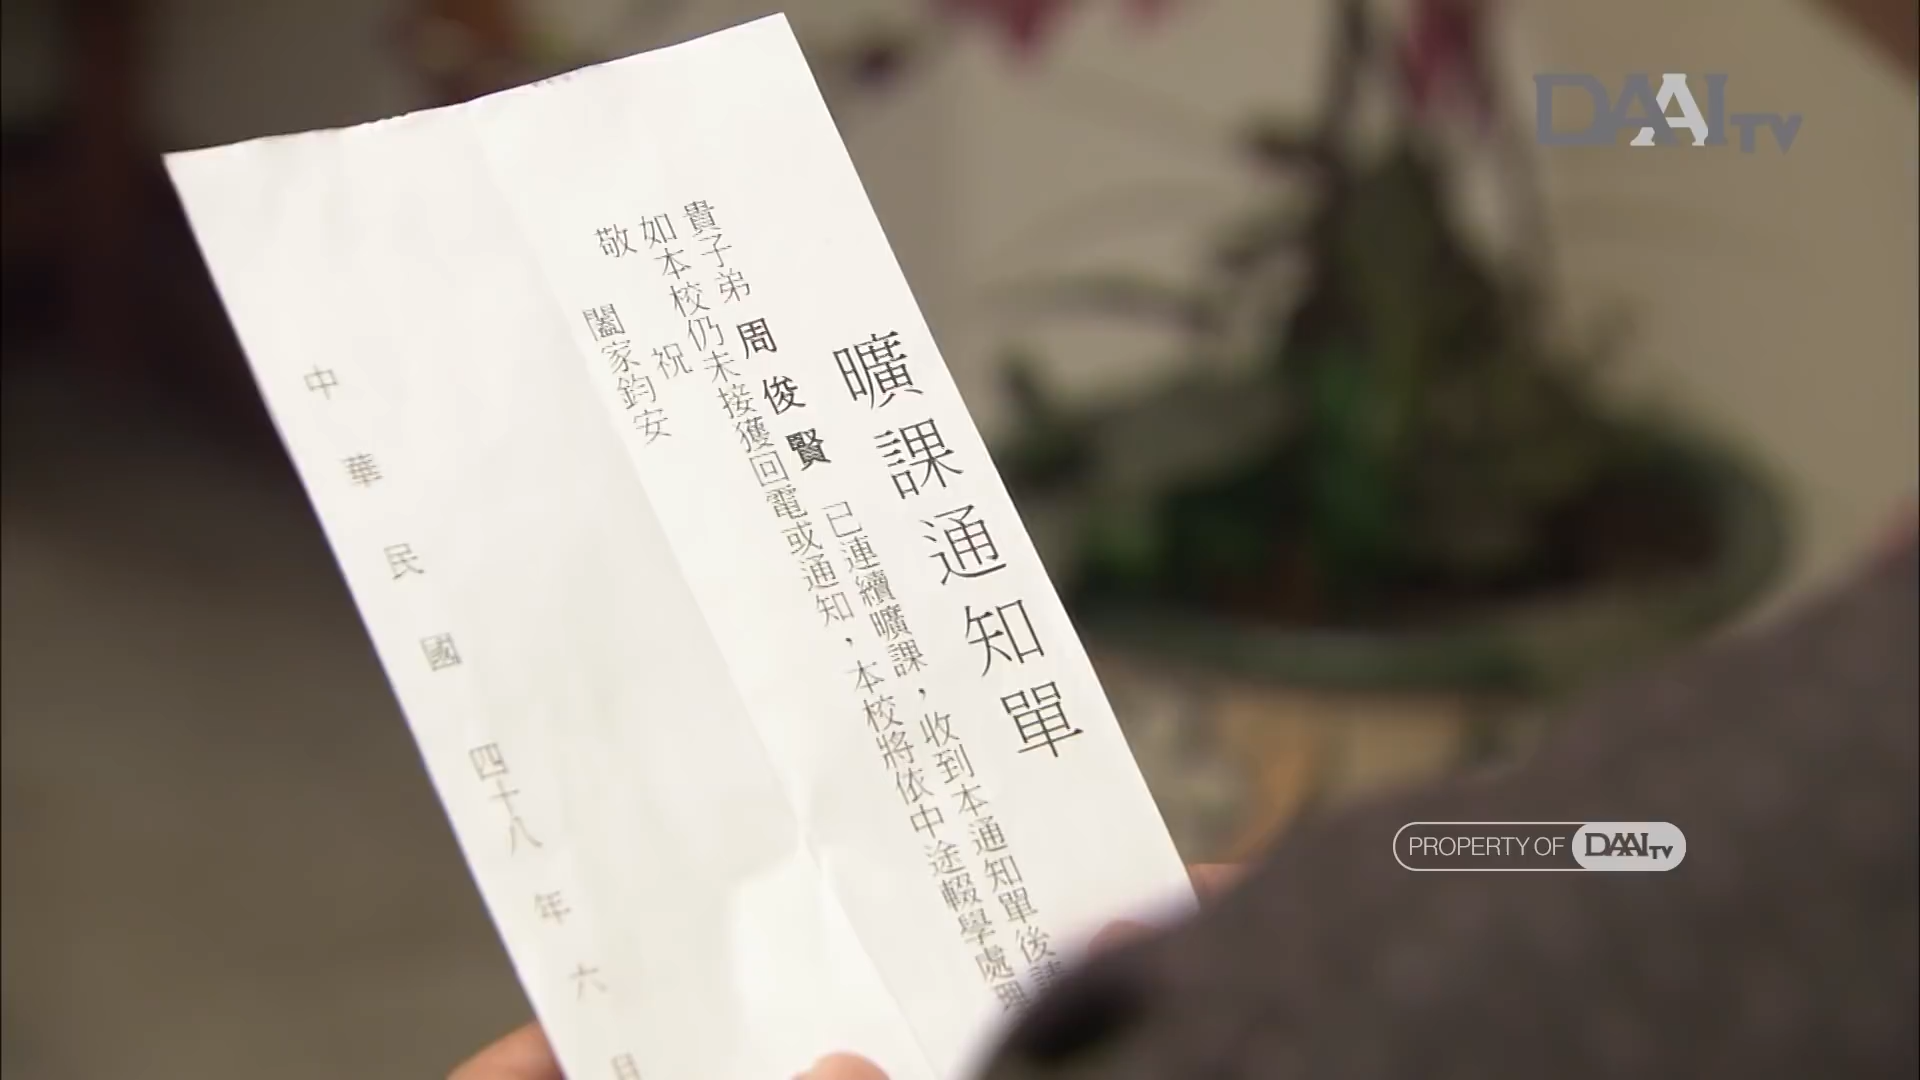 曠課通知單
貴子弟 周俊賢 已連續曠課，收到本通知單後請
如本校仍未接獲回電或通知，本校將依中途輟學處理
敬 祝
闔家鈞安
中華民國 四十八 年 六 月
DAAI TV
PROPERTY OF DAAI TV